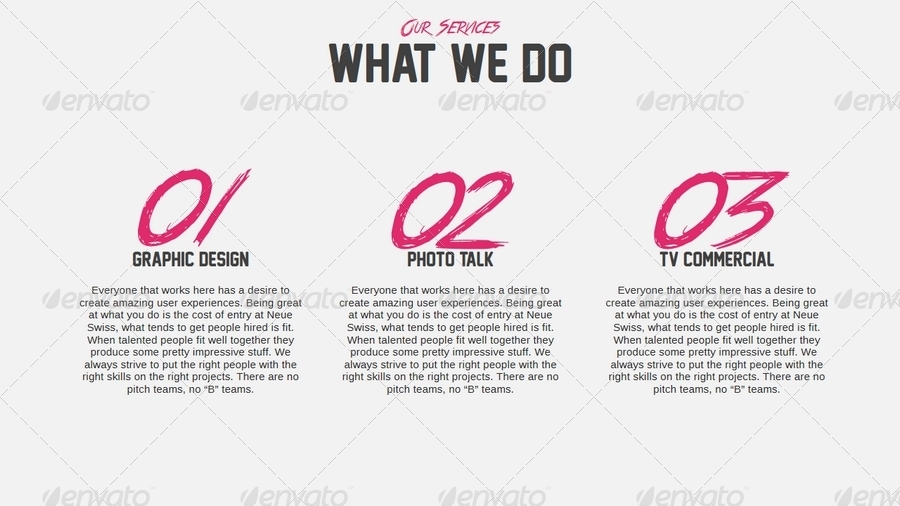 Our Services
WHAT WE DO
envato envato envato envato envato
01
GRAPHIC DESIGN
Everyone that works here has a desire to
create amazing user experiences. Being great
at what you do is the cost of entry at Neue
Swiss, what tends to get people hired is fit.
When talented people fit well together they
produce some pretty impressive stuff. We
always strive to put the right people with the
right skills on the right projects. There are no
pitch teams, no “B” teams.
02
PHOTO TALK
Everyone that works here has a desire to
create amazing user experiences. Being great
at what you do is the cost of entry at Neue
Swiss, what tends to get people hired is fit.
When talented people fit well together they
produce some pretty impressive stuff. We
always strive to put the right people with the
right skills on the right projects. There are no
pitch teams, no “B” teams.
03
TV COMMERCIAL
Everyone that works here has a desire to
create amazing user experiences. Being great
at what you do is the cost of entry at Neue
Swiss, what tends to get people hired is fit.
When talented people fit well together they
produce some pretty impressive stuff. We
always strive to put the right people with the
right skills on the right projects. There are no
pitch teams, no “B” teams.
envato envato envato envato envato
envato envato envato envato envato